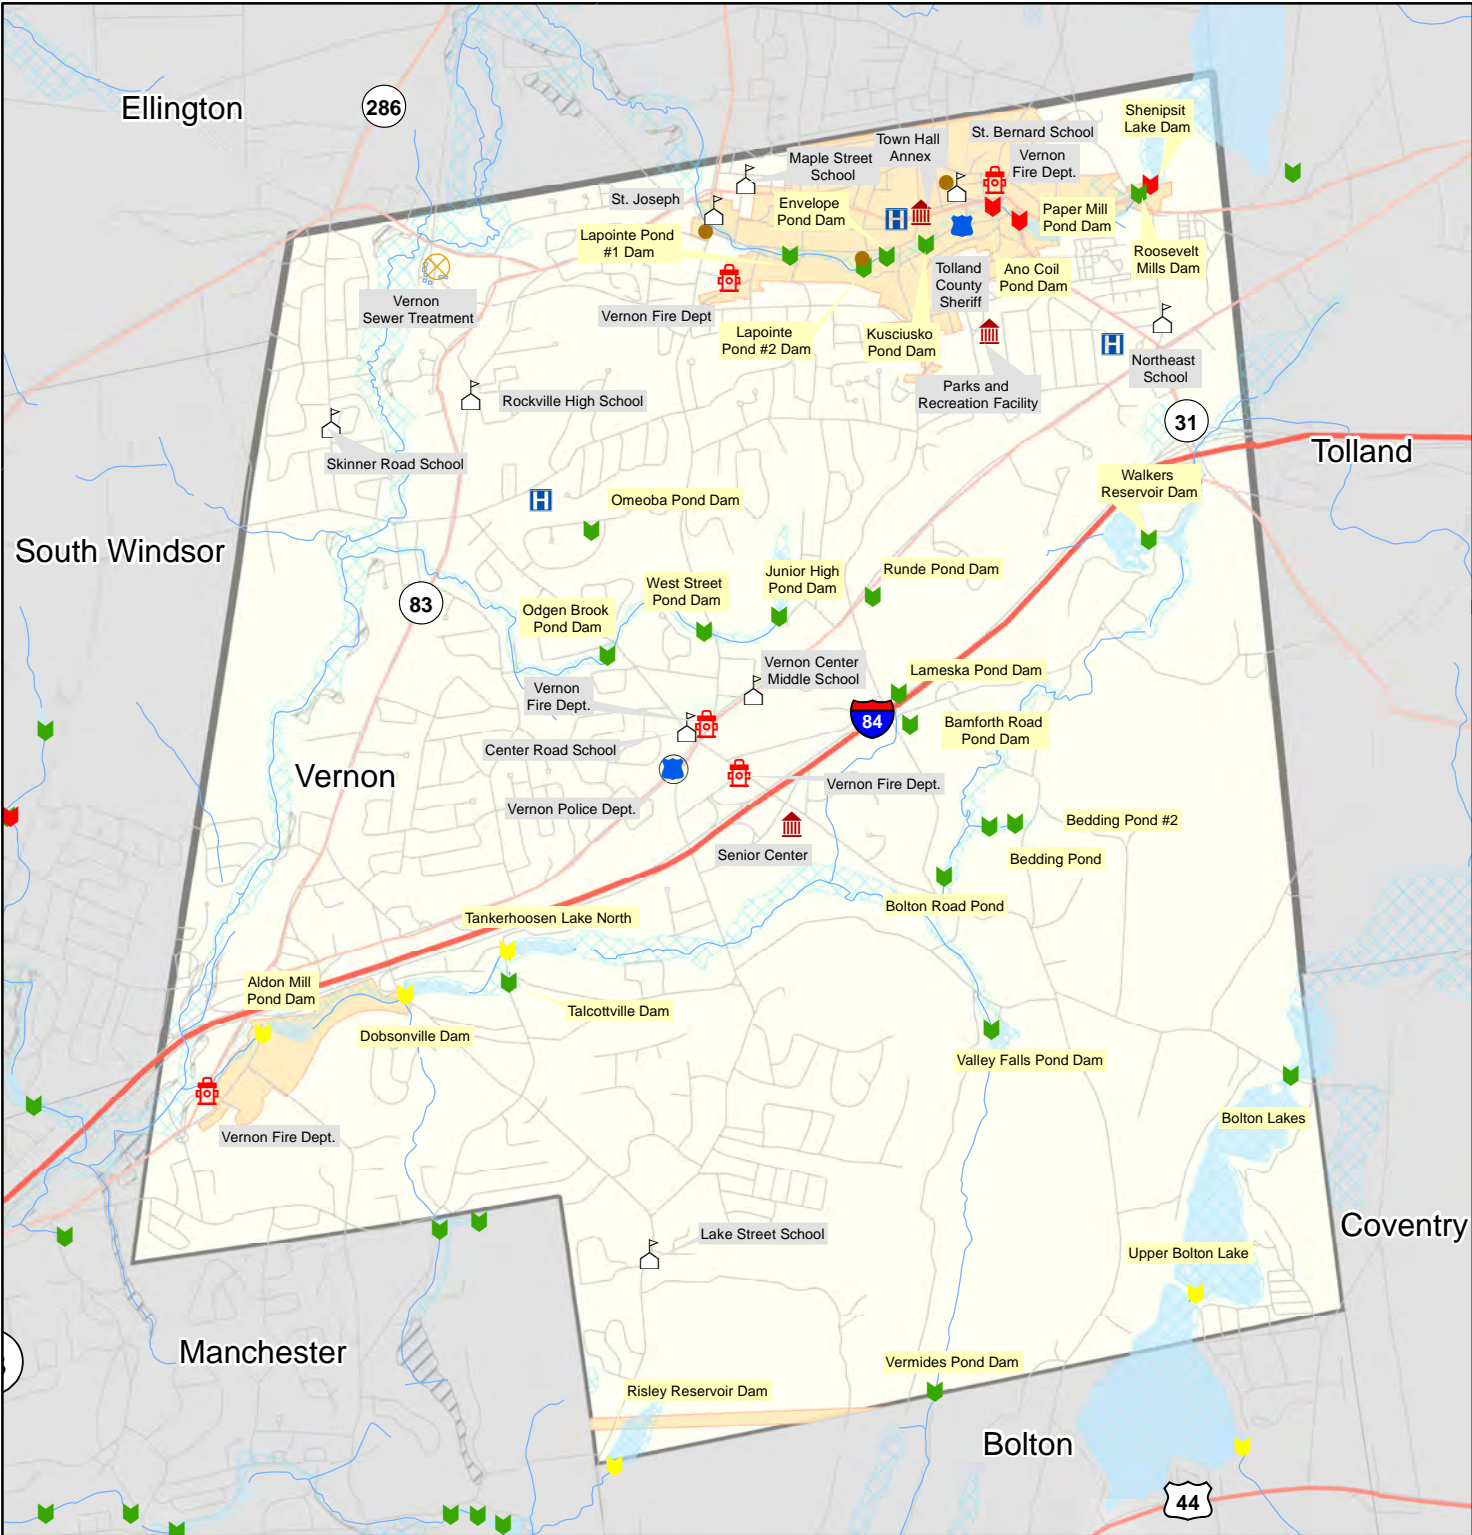 Ellington
286
Shenipsit
Lake Dam
Town Hall
Annex
St. Bernard School
Maple Street
School
Vernon
Fire Dept.
St. Joseph
Envelope
Pond Dam
Paper Mill
Pond Dam
H
Lapointe Pond
#1 Dam
Roosevelt
Mills Dam
Tolland
County
Sheriff
Ano Coil
Pond Dam
Vernon
Sewer Treatment
Vernon Fire Dept
Lapointe
Pond #2 Dam
Kusciusko
Pond Dam
H
Northeast
School
Parks and
Recreation Facility
Rockville High School
31
Tolland
Skinner Road School
Walkers
Reservoir Dam
H
Omeoba Pond Dam
South Windsor
Junior High
Pond Dam
Runde Pond Dam
West Street
Pond Dam
83
Odgen Brook
Pond Dam
Vernon Center
Middle School
Lameska Pond Dam
Vernon
Fire Dept.
84
Bamforth Road
Pond Dam
Center Road School
Vernon
Vernon Fire Dept.
Vernon Police Dept.
Bedding Pond #2
Senior Center
Bedding Pond
Bolton Road Pond
Tankerhoosen Lake North
Aldon Mill
Pond Dam
Talcottville Dam
Dobsonville Dam
Valley Falls Pond Dam
Bolton Lakes
Vernon Fire Dept.
Coventry
Lake Street School
Upper Bolton Lake
Manchester
Vermides Pond Dam
Risley Reservoir Dam
Bolton
44